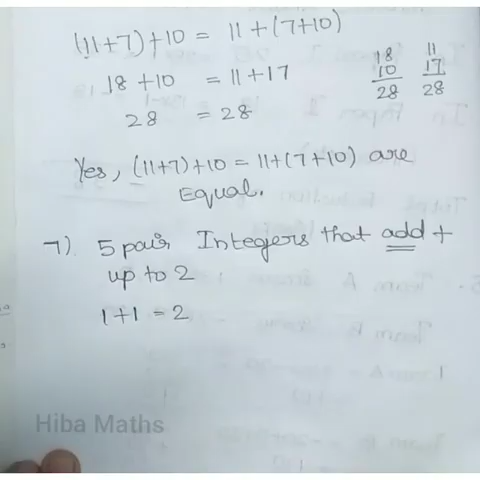 (11+7)+10 = 11+(7+10)
18+10 = 11+17
18 11
10 17
28 28
28 = 28
Yes, (11+7)+10 = 11+(7+10) are
Equal.
7) 5 pair Integers that add +
up to 2
1+1 = 2
Hiba Maths